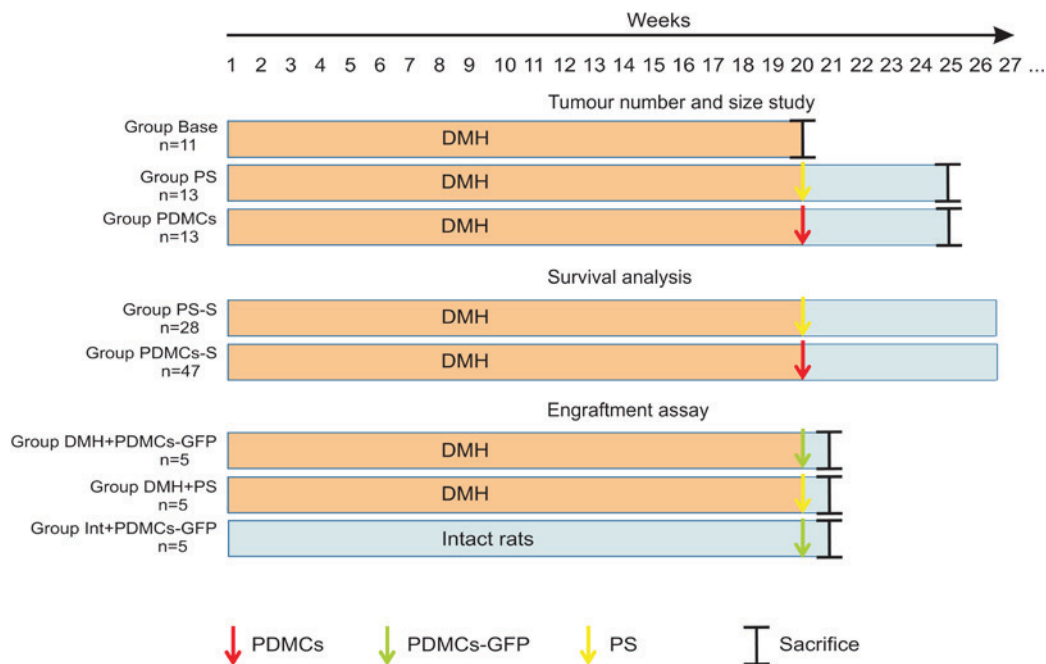 Weeks
1 2 3 4 5 6 7 8 9 10 11 12 13 14 15 16 17 18 19 20 21 22 23 24 25 26 27 ...
Tumour number and size study
Group Base
n=11
DMH
Group PS
n=13
DMH
Group PDMCs
n=13
DMH
Survival analysis
Group PS-S
n=28
DMH
Group PDMCs-S
n=47
DMH
Engraftment assay
Group DMH+PDMCs-GFP
n=5
DMH
Group DMH+PS
n=5
DMH
Group Int+PDMCs-GFP
n=5
Intact rats
PDMCs PDMCs-GFP PS Sacrifice